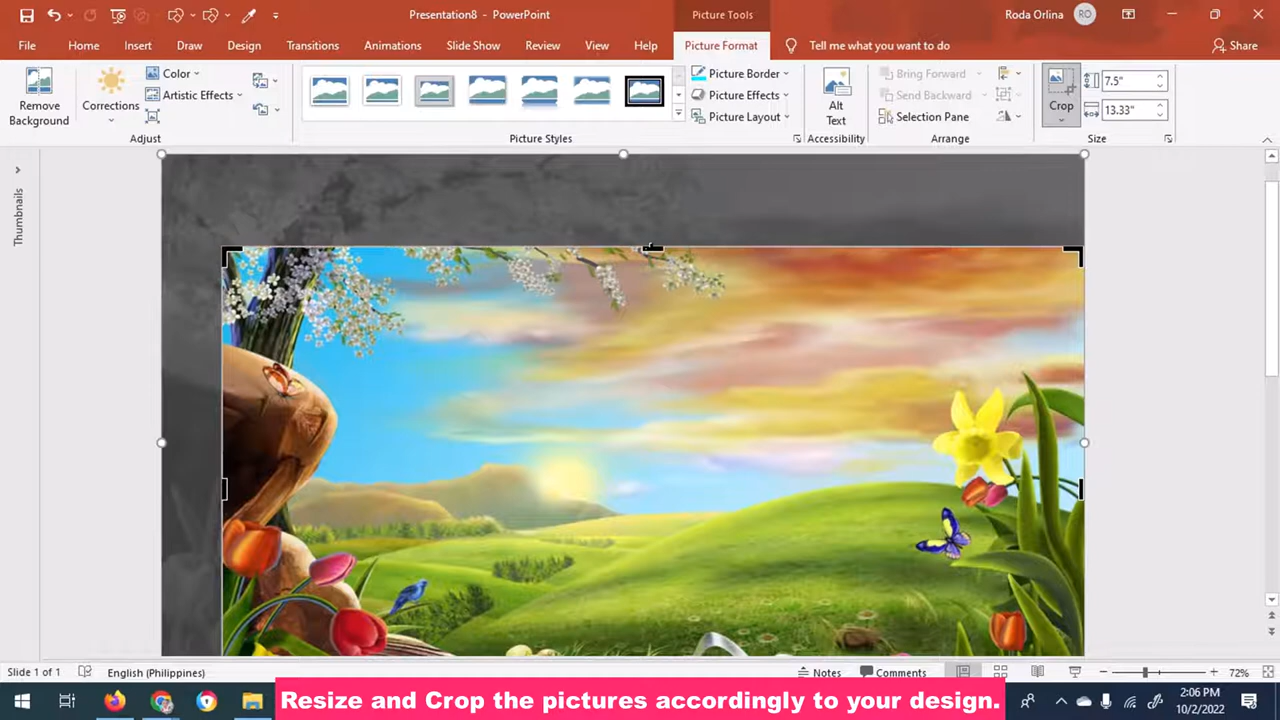 Presentation8 - PowerPoint
Picture Tools
Roda Orlina
RO
File
Home
Insert
Draw
Design
Transitions
Animations
Slide Show
Review
View
Help
Picture Format
Tell me what you want to do
Share
Remove
Background
Corrections
Color
Artistic Effects
Adjust
Picture Styles
Picture Border
Picture Effects
Picture Layout
Alt
Text
Accessibility
Bring Forward
Send Backward
Selection Pane
Arrange
Crop
7.5"
13.33"
Size
Thumbnails
Slide 1 of 1
English (Philippines)
Notes
Comments
72%
Resize and Crop the pictures accordingly to your design.
2:06 PM
10/2/2022